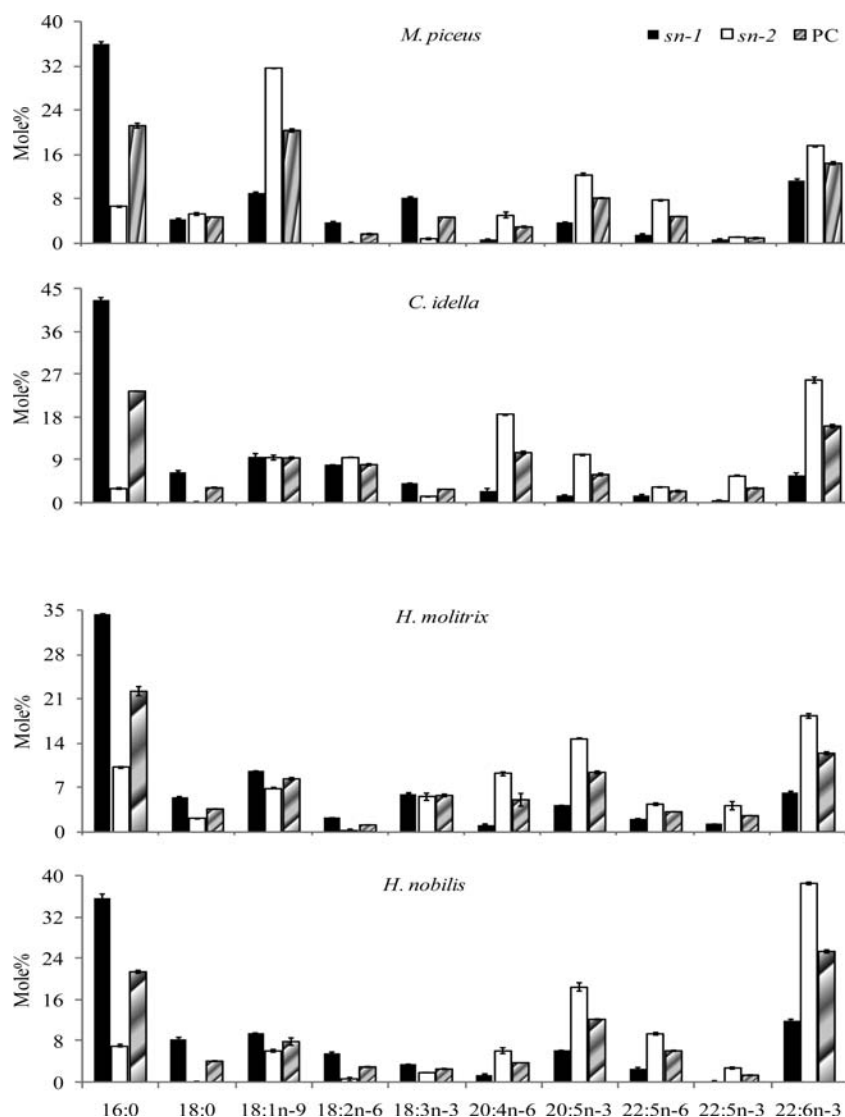 M. piceus
sn-1 sn-2 PC
Mole%
40
32
24
16
8
0
C. idella
Mole%
45
36
27
18
9
0
H. molitrix
Mole%
35
28
21
14
7
0
H. nobilis
Mole%
40
32
24
16
8
0
16:0 18:0 18:1n-9 18:2n-6 18:3n-3 20:4n-6 20:5n-3 22:5n-6 22:5n-3 22:6n-3